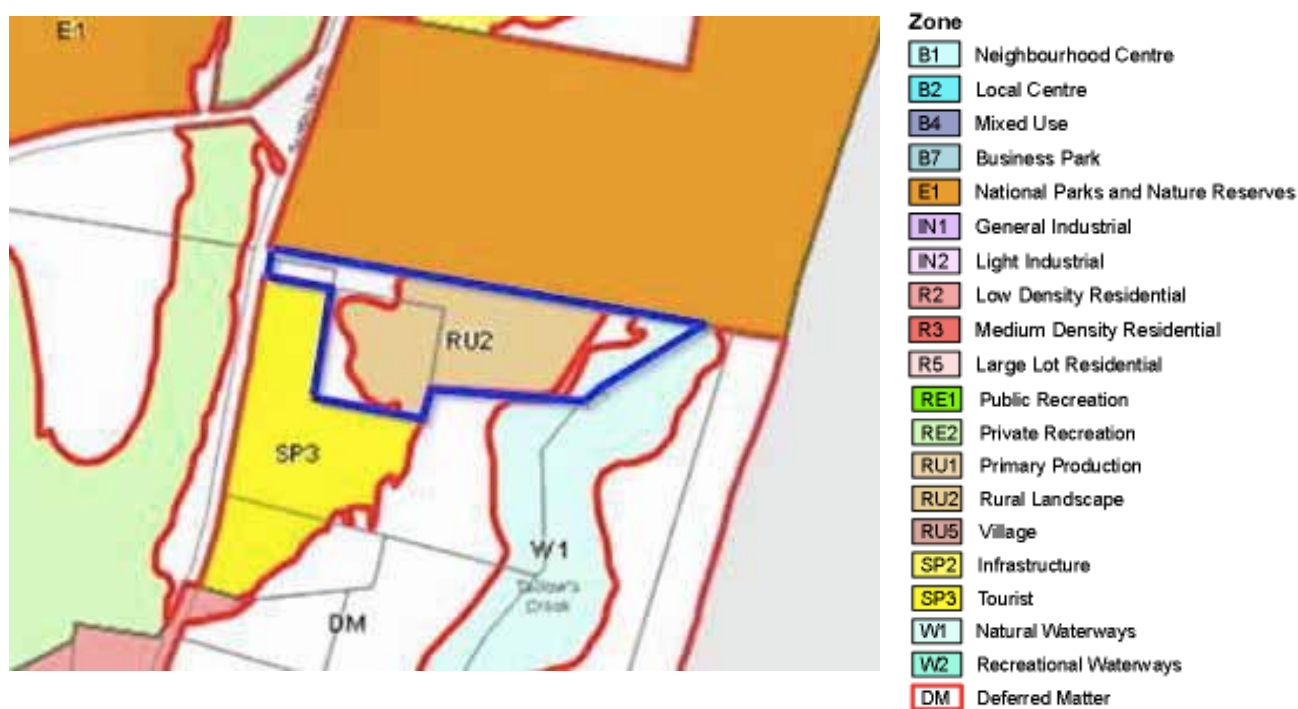 E1
RU2
SP3
W1
Creek
DM
Zone
B1 Neighbourhood Centre
B2 Local Centre
B4 Mixed Use
B7 Business Park
E1 National Parks and Nature Reserves
IN1 General Industrial
IN2 Light Industrial
R2 Low Density Residential
R3 Medium Density Residential
R5 Large Lot Residential
RE1 Public Recreation
RE2 Private Recreation
RU1 Primary Production
RU2 Rural Landscape
RU5 Village
SP2 Infrastructure
SP3 Tourist
W1 Natural Waterways
W2 Recreational Waterways
DM Deferred Matter